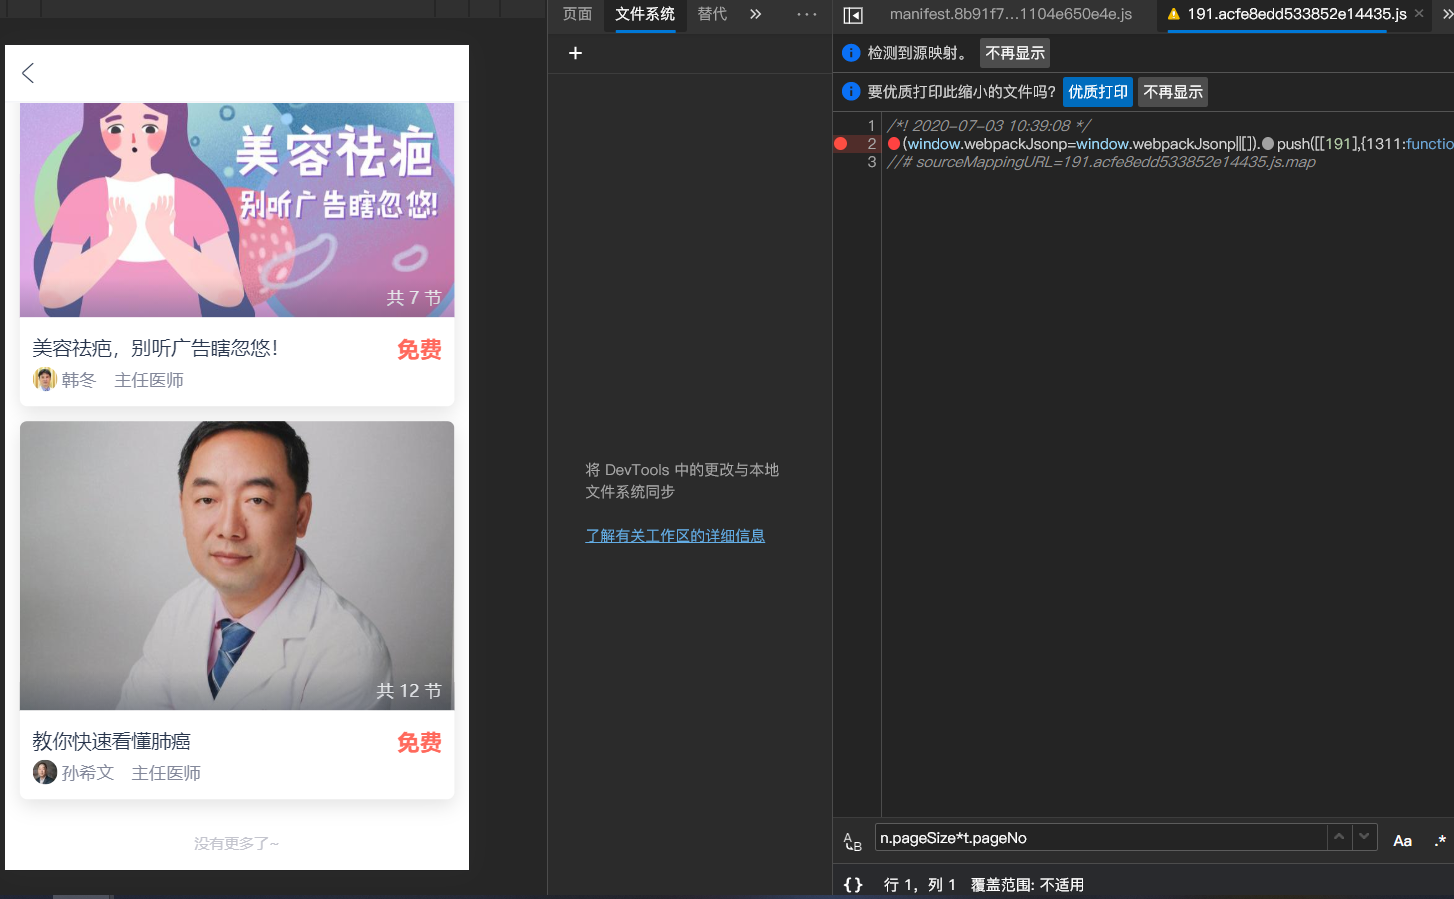 美容祛疤
别听广告瞎忽悠!
共 7 节
美容祛疤，别听广告瞎忽悠！
免费
韩冬 主任医师
共 12 节
教你快速看懂肺癌
免费
孙希文 主任医师
没有更多了~
页面 文件系统 替代
将 DevTools 中的更改与本地
文件系统同步
了解有关工作区的详细信息
manifest.8b91f7…1104e650e4e.js 191.acfe8edd533852e14435.js
检测到源映射。 不再显示
要优质打印此缩小的文件吗? 优质打印 不再显示
1 /*! 2020-07-03 10:39:08 */
2 (window.webpackJsonp=window.webpackJsonp||[]).push([[191],{1311:functio
3 //# sourceMappingURL=191.acfe8edd533852e14435.js.map
n.pageSize*t.pageNo
Aa .*
{} 行 1，列 1 覆盖范围: 不适用